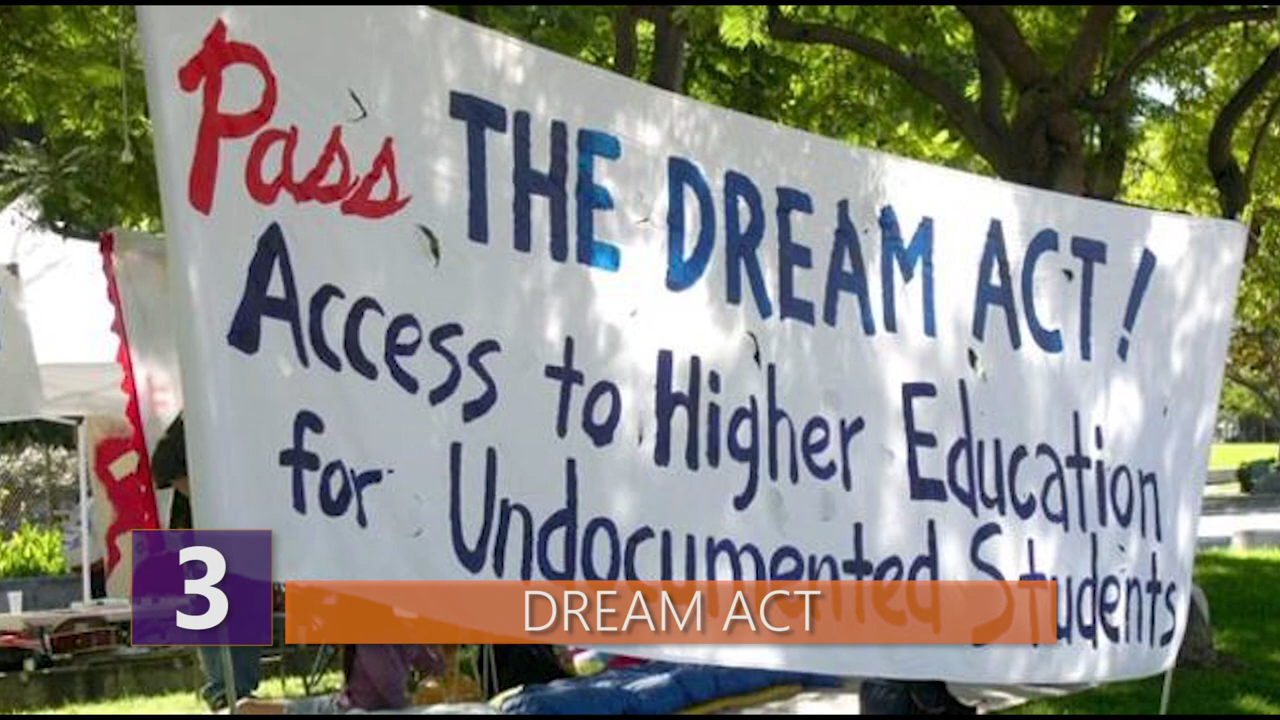 Pass THE DREAM ACT!
Access to Higher Education
for Undocumented Students
3
DREAM ACT